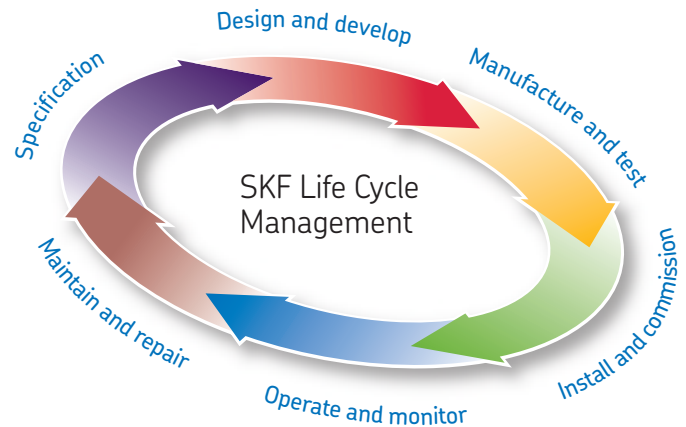 Design and develop
Manufacture and test
Specification
SKF Life Cycle
Management
Install and commission
Maintain and repair
Operate and monitor